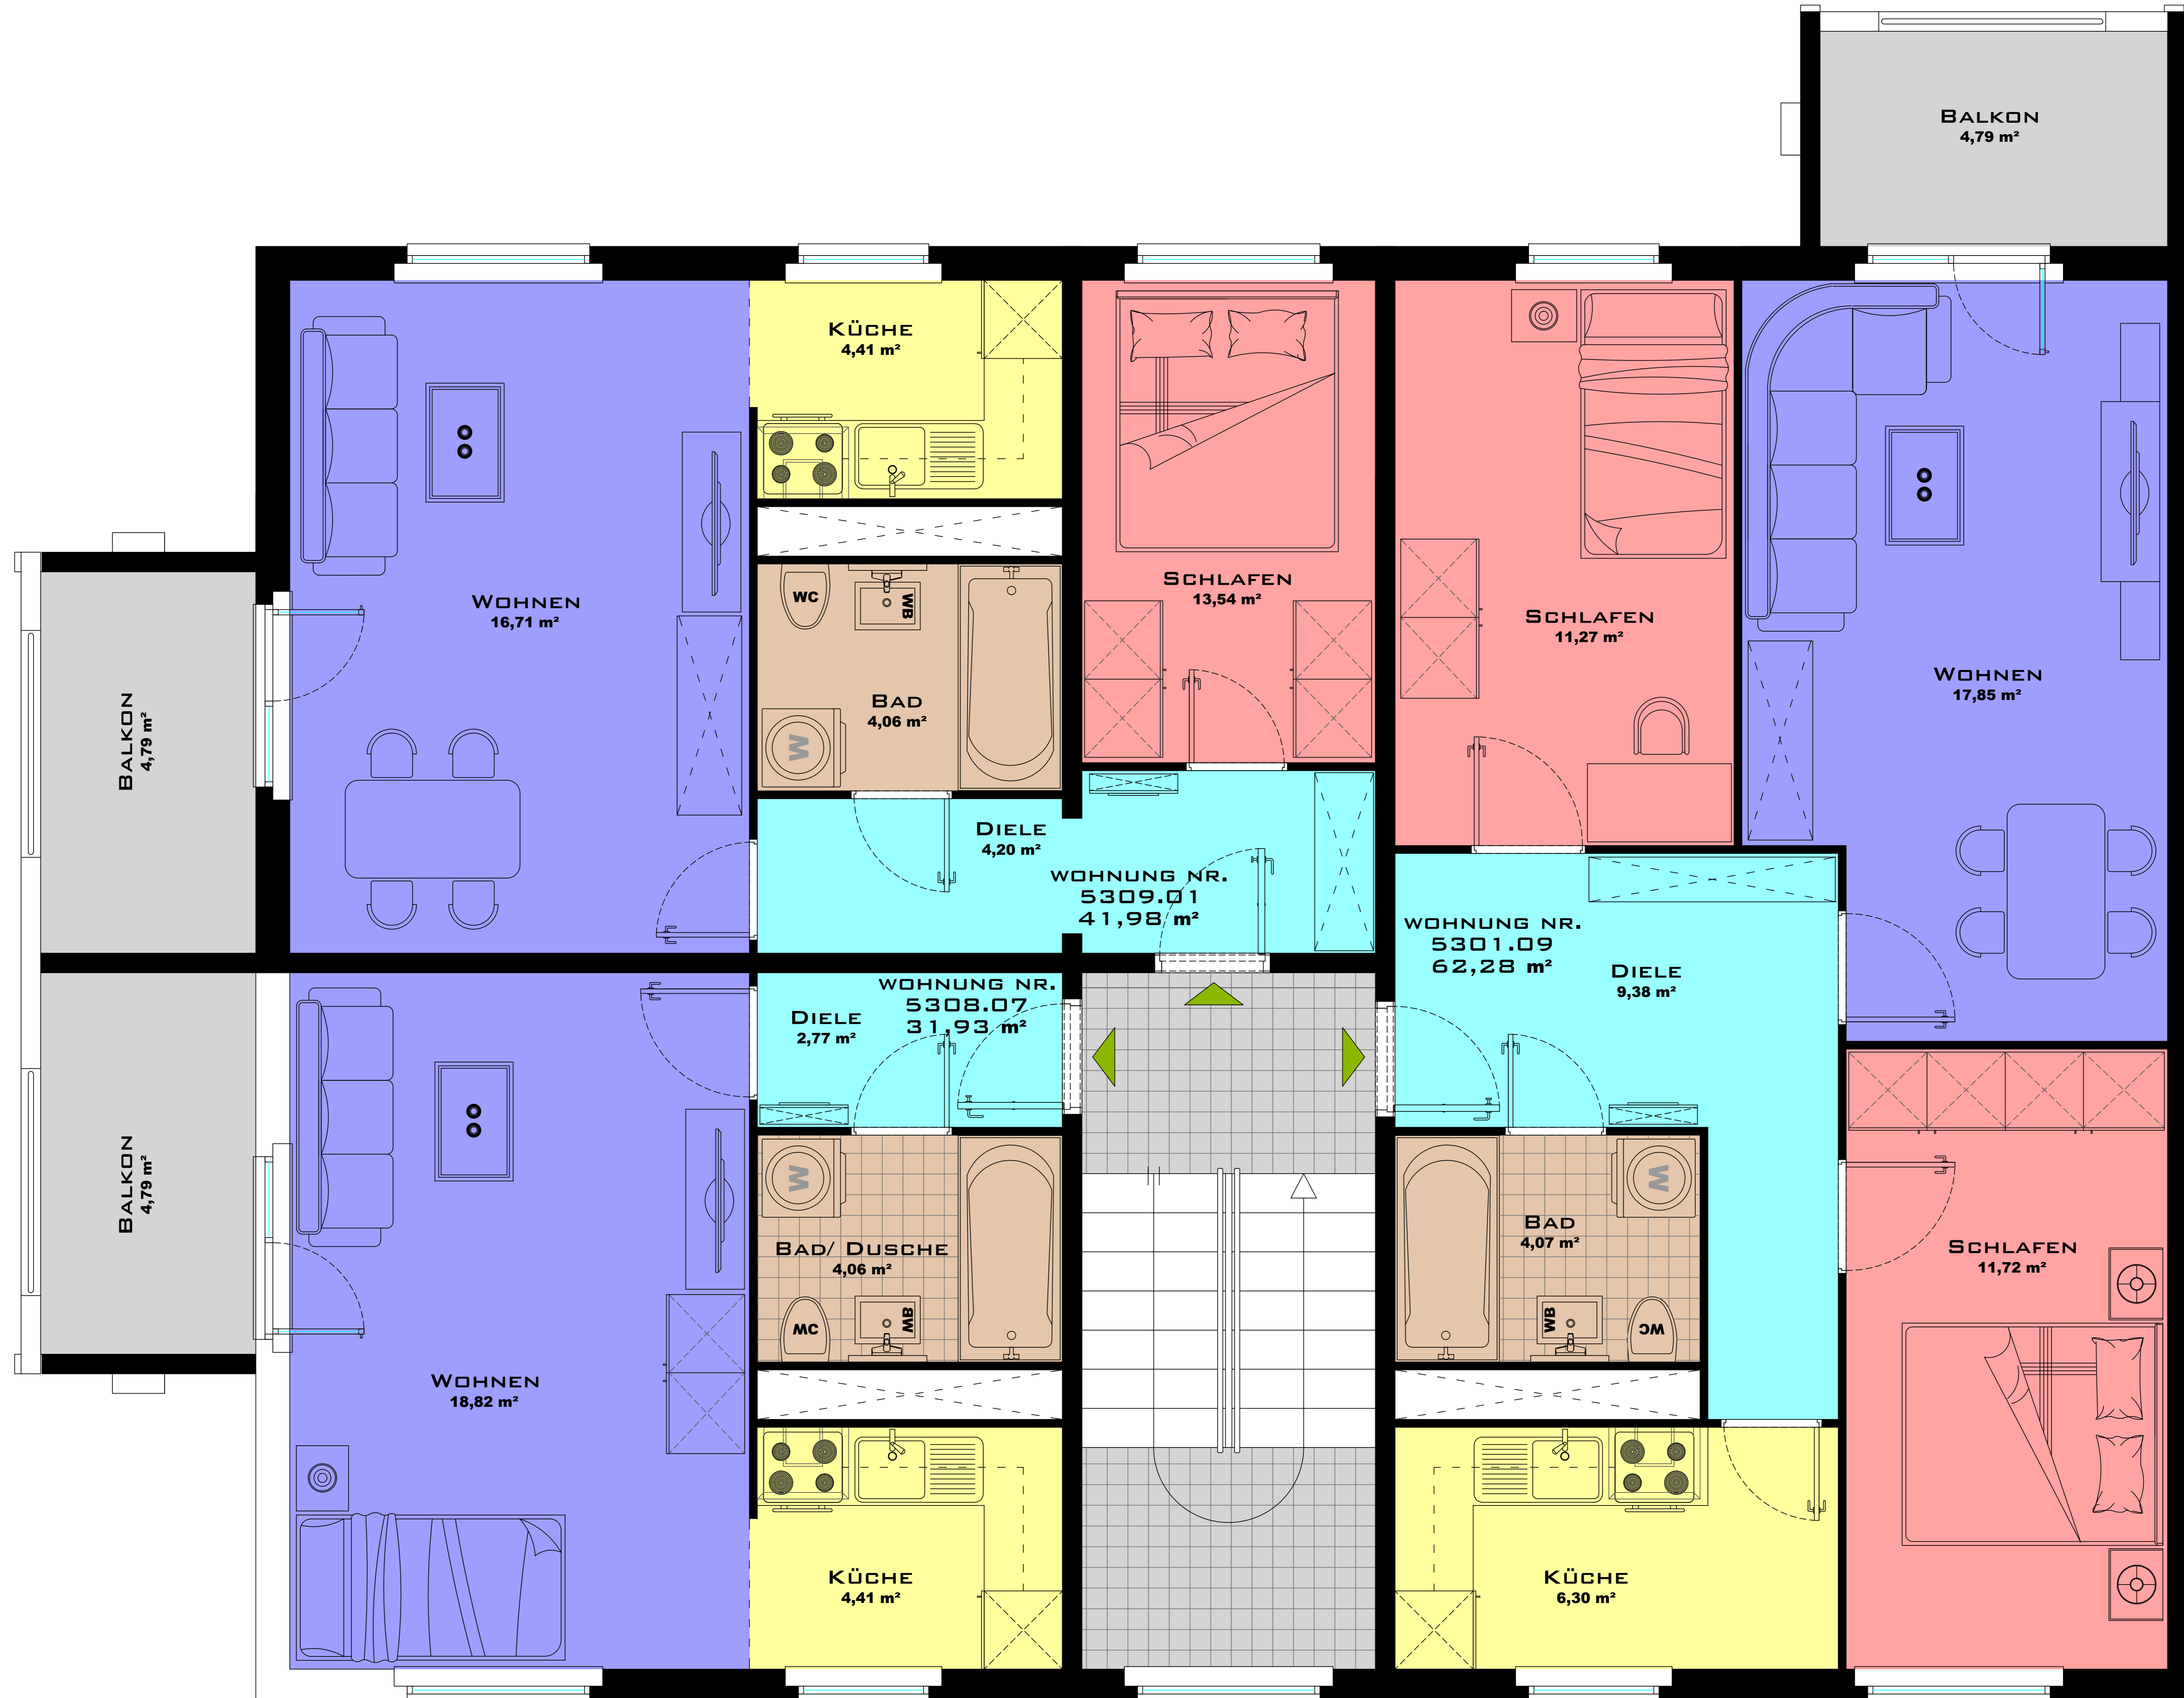 BALKON
4,79 m²
KÜCHE
4,41 m²
WOHNEN
16,71 m²
WC
WB
BAD
4,06 m²
W
SCHLAFEN
13,54 m²
SCHLAFEN
11,27 m²
WOHNEN
17,85 m²
BALKON
4,79 m²
DIELE
4,20 m²
WOHNUNG NR.
5309.01
41,98 m²
WOHNUNG NR.
5301.09
62,28 m²
DIELE
9,38 m²
WOHNUNG NR.
5308.07
31,93 m²
DIELE
2,77 m²
BALKON
4,79 m²
W
BAD/ DUSCHE
4,06 m²
WC
WB
W
BAD
4,07 m²
WB
WC
SCHLAFEN
11,72 m²
WOHNEN
18,82 m²
KÜCHE
4,41 m²
KÜCHE
6,30 m²